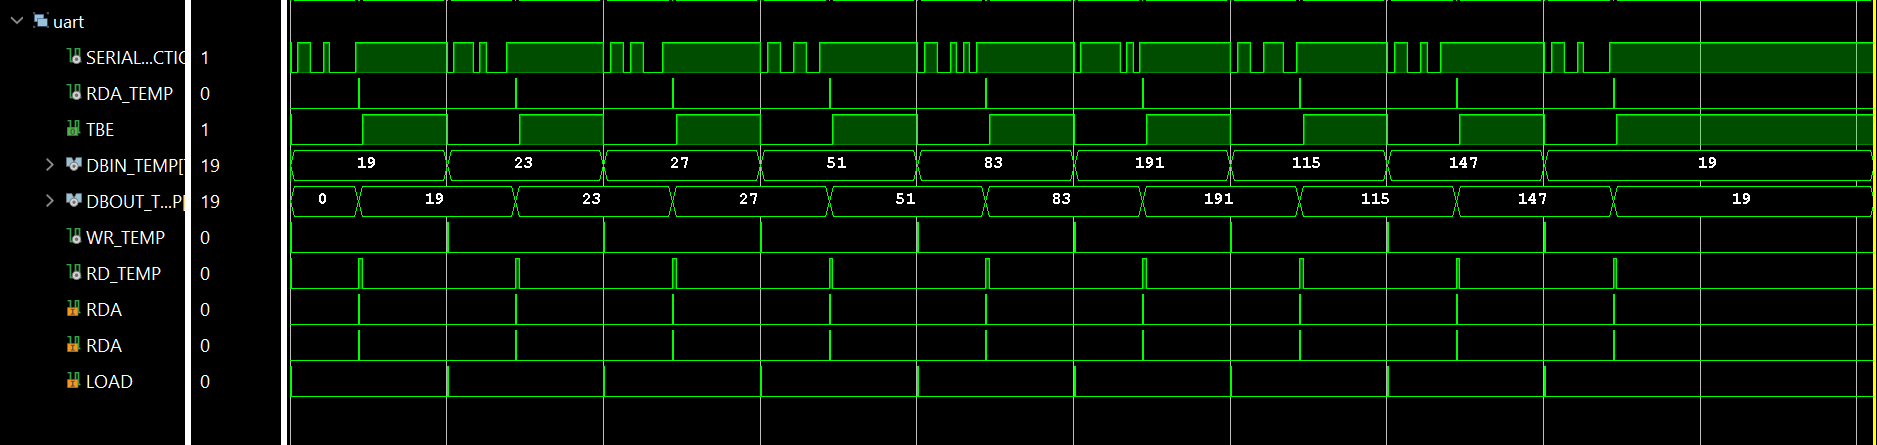 uart
SERIAL...CTIO 1
RDA_TEMP 0
TBE 1
DBIN_TEMP[ 19 19 23 27 51 83 191 115 147 19
DBOUT_T...P[ 19 0 19 23 27 51 83 191 115 147 19
WR_TEMP 0
RD_TEMP 0
RDA 0
RDA 0
LOAD 0